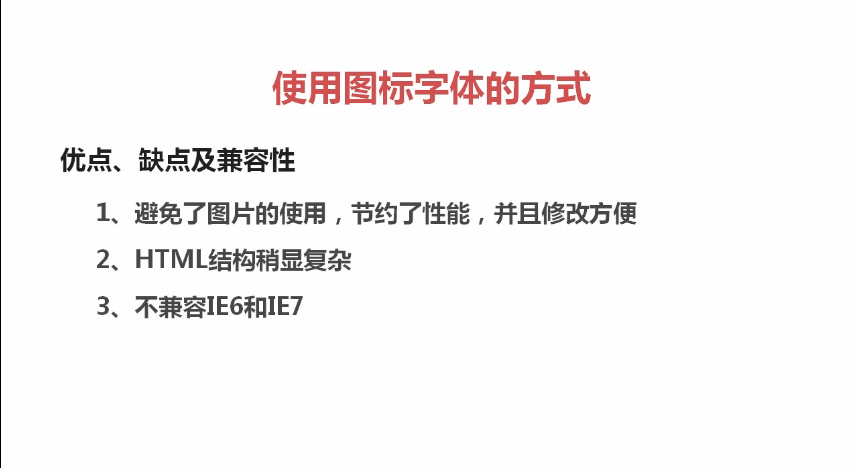 使用图标字体的方式
优点、缺点及兼容性
1、避免了图片的使用，节约了性能，并且修改方便
2、HTML结构稍显复杂
3、不兼容IE6和IE7